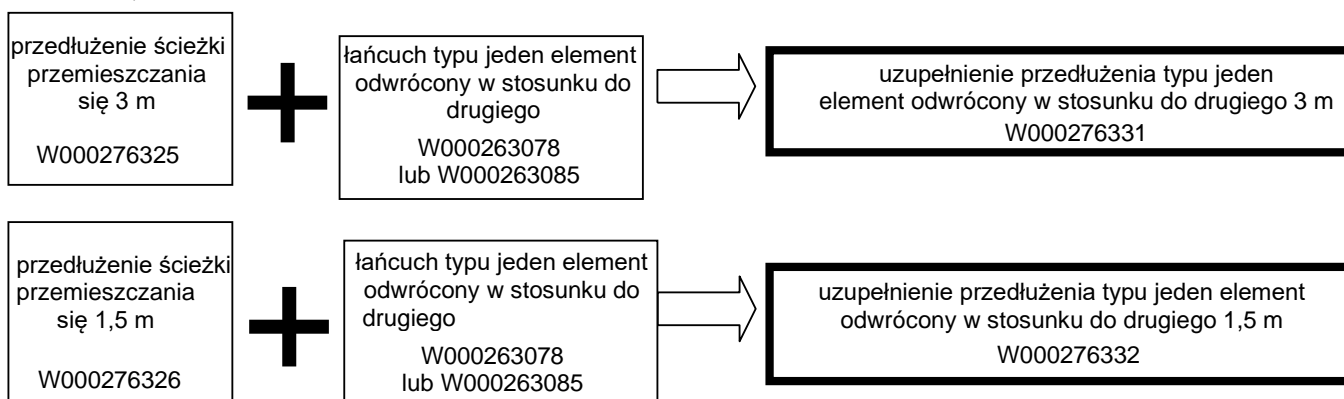 przedłużenie ścieżki
przemieszczania
się 3 m
W000276325
łańcuch typu jeden element
odwrócony w stosunku do
drugiego
W000263078
lub W000263085
uzupełnienie przedłużenia typu jeden
element odwrócony w stosunku do drugiego 3 m
W000276331
przedłużenie ścieżki
przemieszczania
się 1,5 m
W000276326
łańcuch typu jeden element
odwrócony w stosunku do
drugiego
W000263078
lub W000263085
uzupełnienie przedłużenia typu jeden element
odwrócony w stosunku do drugiego 1,5 m
W000276332